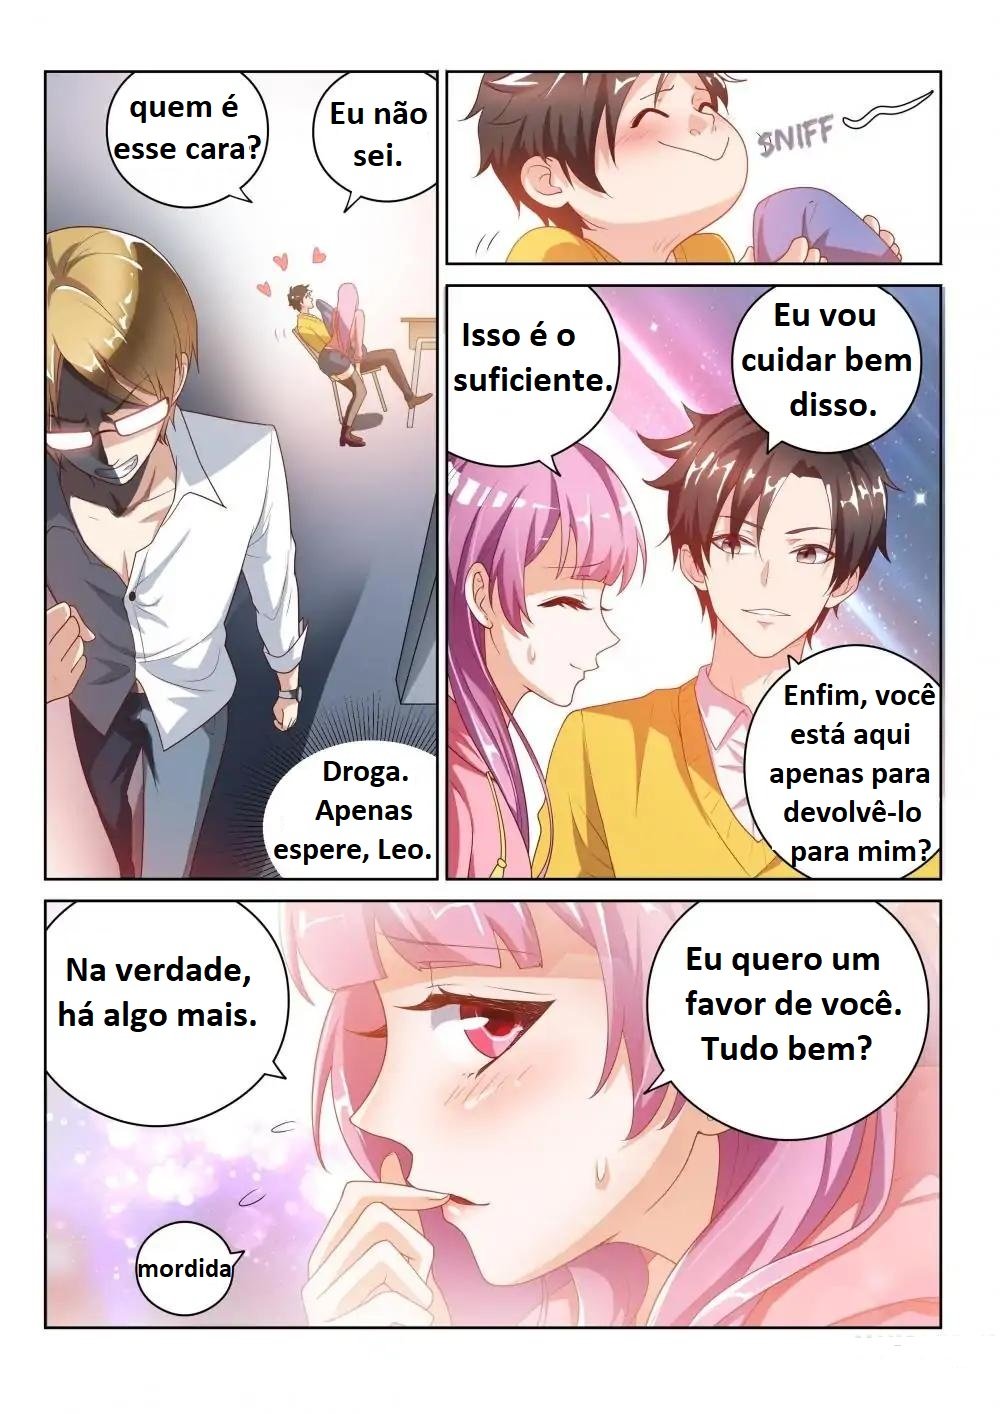 quem é
esse cara?
Eu não
sei.
SNIFF
Droga.
Apenas
espere, Leo.
Isso é o
suficiente.
Eu vou
cuidar bem
disso.
Enfim, você
está aqui
apenas para
devolvê-lo
para mim?
Na verdade,
há algo mais.
Eu quero um
favor de você.
Tudo bem?
mordida